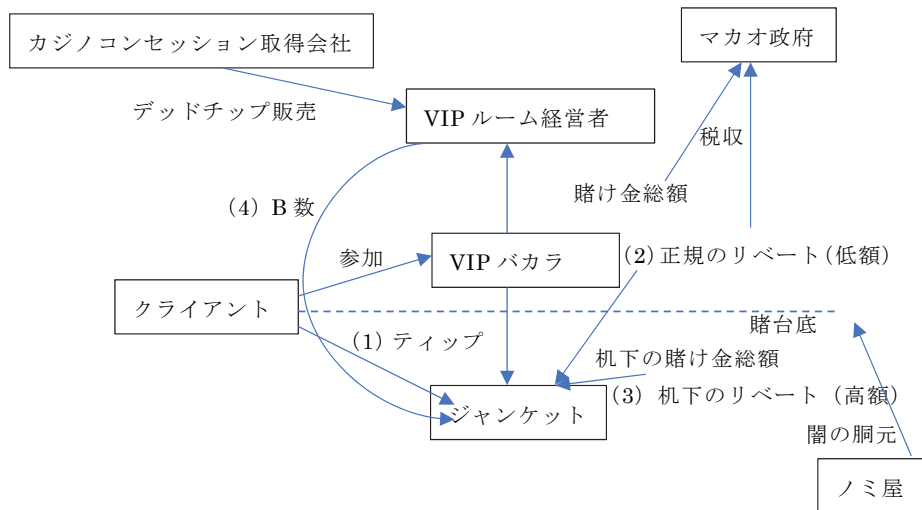 カジノコンセッション取得会社
マカオ政府
デッドチップ販売
VIP ルーム経営者
税収
賭け金総額
（4）B 数
参加
VIP バカラ
（2）正規のリベート（低額）
クライアント
賭台底
（1）ティップ
机下の賭け金総額
（3）机下のリベート（高額）
ジャンケット
闇の胴元
ノミ屋